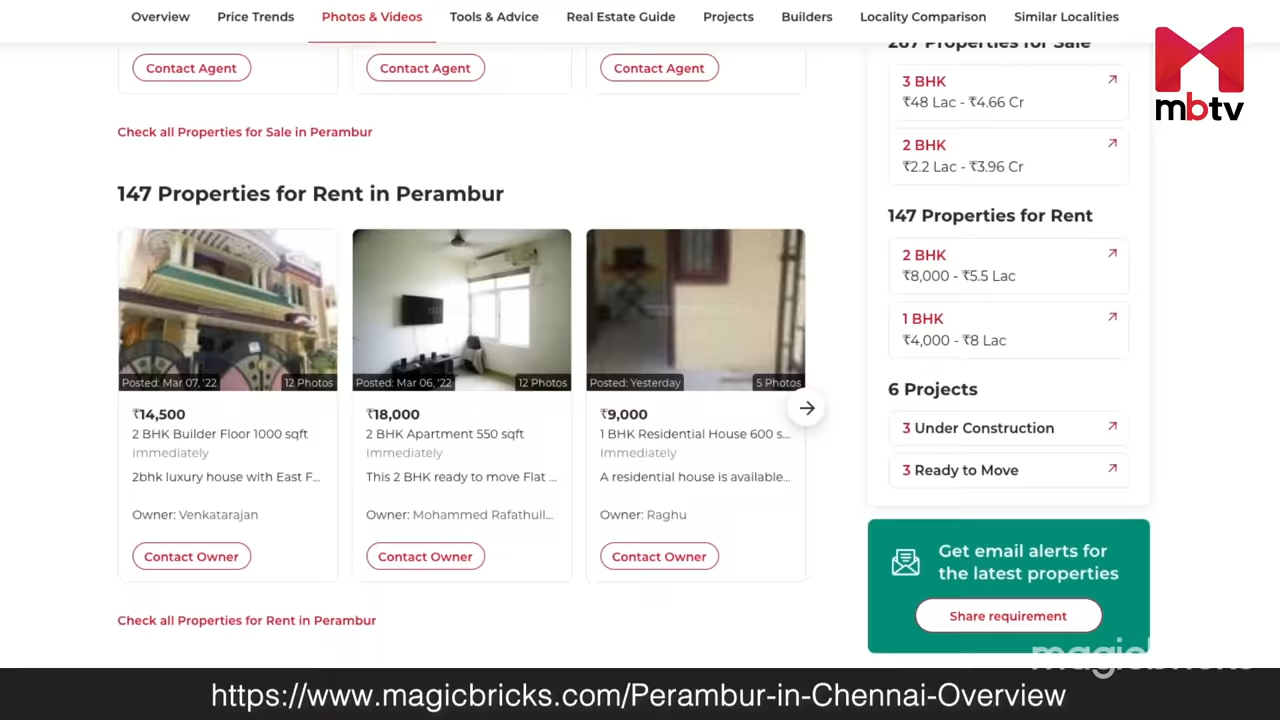 Overview Price Trends Photos & Videos Tools & Advice Real Estate Guide Projects Builders Locality Comparison Similar Localities
mbtv
Contact Agent Contact Agent Contact Agent
Check all Properties for Sale in Perambur
147 Properties for Rent in Perambur
Posted: Mar 07, '22 12 Photos
₹14,500
2 BHK Builder Floor 1000 sqft
Immediately
2bhk luxury house with East F...
Owner: Venkatarajan
Contact Owner
Posted: Mar 06, '22 12 Photos
₹18,000
2 BHK Apartment 550 sqft
Immediately
This 2 BHK ready to move Flat ...
Owner: Mohammed Rafathull...
Contact Owner
Posted: Yesterday 5 Photos
₹9,000
1 BHK Residential House 600 s...
Immediately
A residential house is available...
Owner: Raghu
Contact Owner
Check all Properties for Rent in Perambur
267 Properties for Sale
3 BHK
₹48 Lac - ₹4.66 Cr
2 BHK
₹2.2 Lac - ₹3.96 Cr
147 Properties for Rent
2 BHK
₹8,000 - ₹5.5 Lac
1 BHK
₹4,000 - ₹8 Lac
6 Projects
3 Under Construction
3 Ready to Move
Get email alerts for
the latest properties
Share requirement
magicbricks
https://www.magicbricks.com/Perambur-in-Chennai-Overview